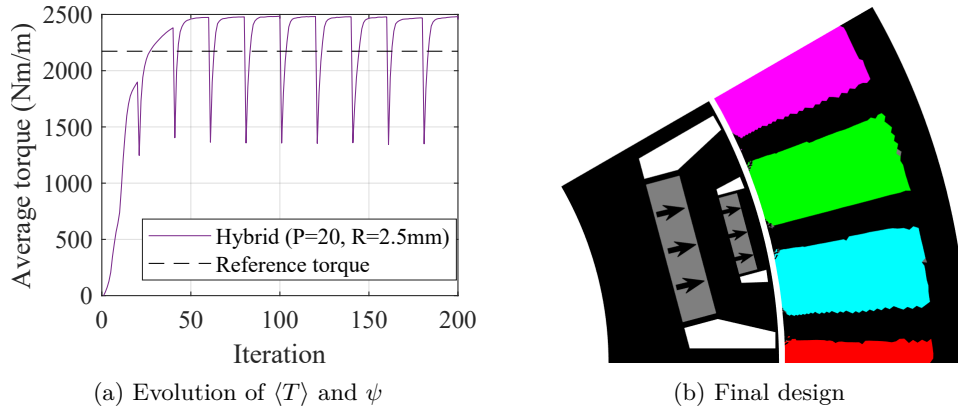 2500
2000
1500
1000
500
0
Average torque (Nm/m)
Hybrid (P=20, R=2.5mm)
Reference torque
0 50 100 150 200
Iteration
(a) Evolution of ⟨T⟩ and ψ
(b) Final design